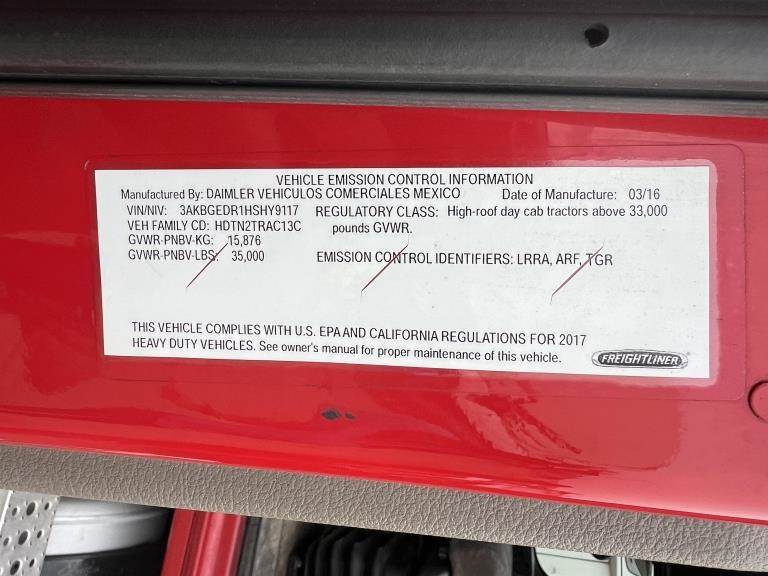 VEHICLE EMISSION CONTROL INFORMATION
Manufactured By: DAIMLER VEHICULOS COMERCIALES MEXICO Date of Manufacture: 03/16
VIN/NIV: 3AKBGEDR1HSHY9117 REGULATORY CLASS: High-roof day cab tractors above 33,000
VEH FAMILY CD: HDTN2TRAC13C pounds GVWR.
GVWR-PNBV-KG: 15,876
GVWR-PNBV-LBS: 35,000 EMISSION CONTROL IDENTIFIERS: LRRA, ARF, TGR
THIS VEHICLE COMPLIES WITH U.S. EPA AND CALIFORNIA REGULATIONS FOR 2017
HEAVY DUTY VEHICLES. See owner's manual for proper maintenance of this vehicle.
FREIGHTLINER